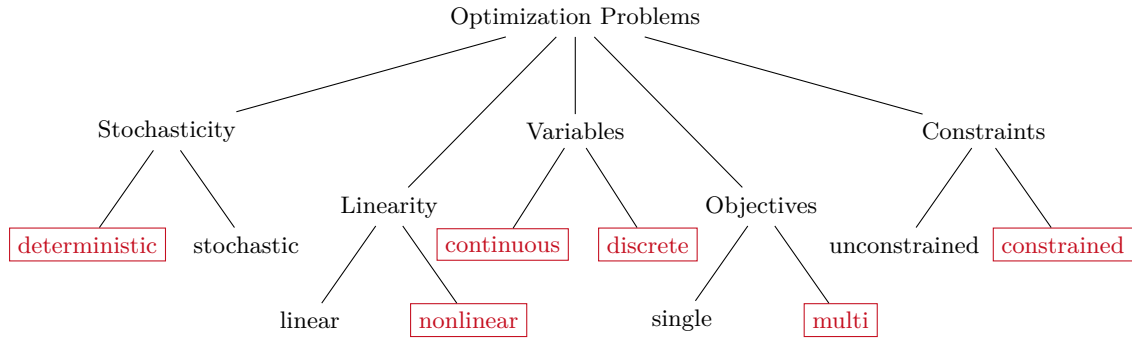 Optimization Problems
Stochasticity
Variables
Constraints
Linearity
Objectives
deterministic
stochastic
continuous
discrete
unconstrained
constrained
linear
nonlinear
single
multi